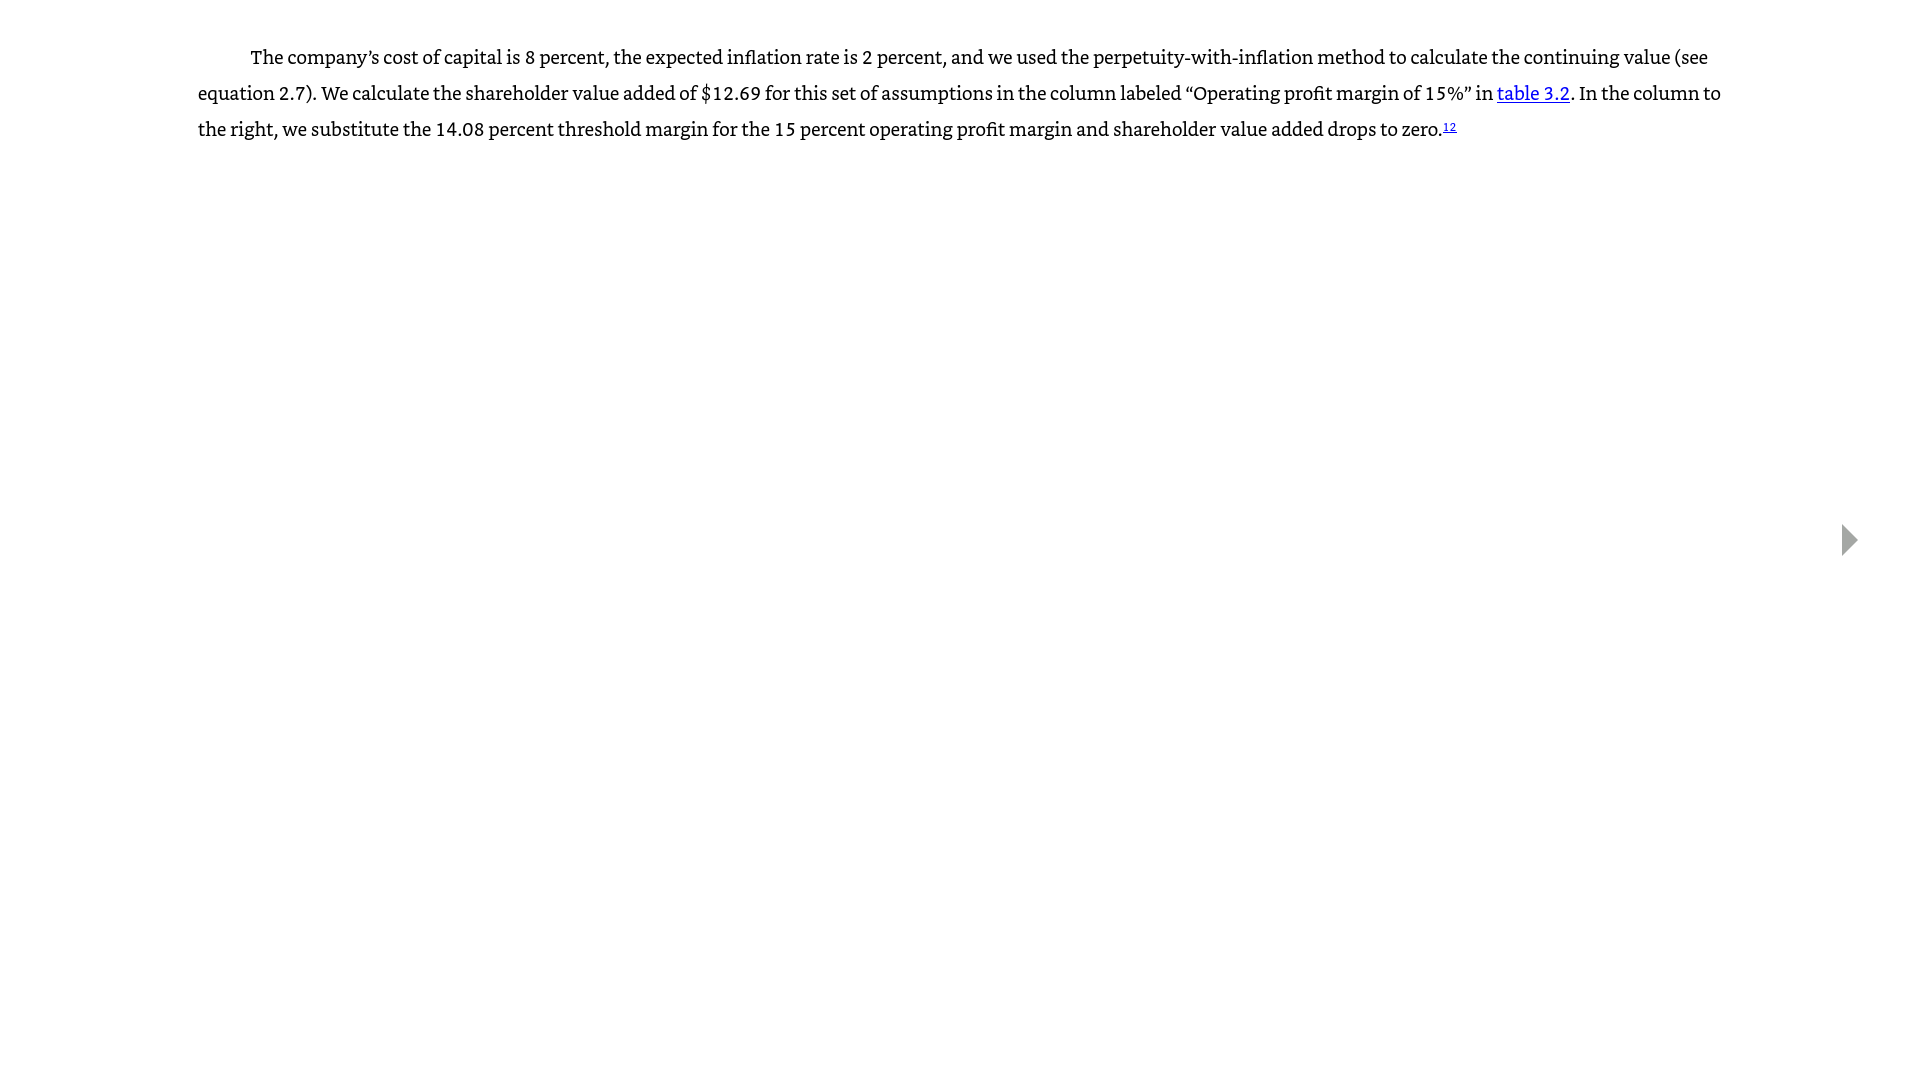 The company’s cost of capital is 8 percent, the expected inflation rate is 2 percent, and we used the perpetuity-with-inflation method to calculate the continuing value (see
equation 2.7). We calculate the shareholder value added of $12.69 for this set of assumptions in the column labeled “Operating profit margin of 15%” in table 3.2. In the column to
the right, we substitute the 14.08 percent threshold margin for the 15 percent operating profit margin and shareholder value added drops to zero.12